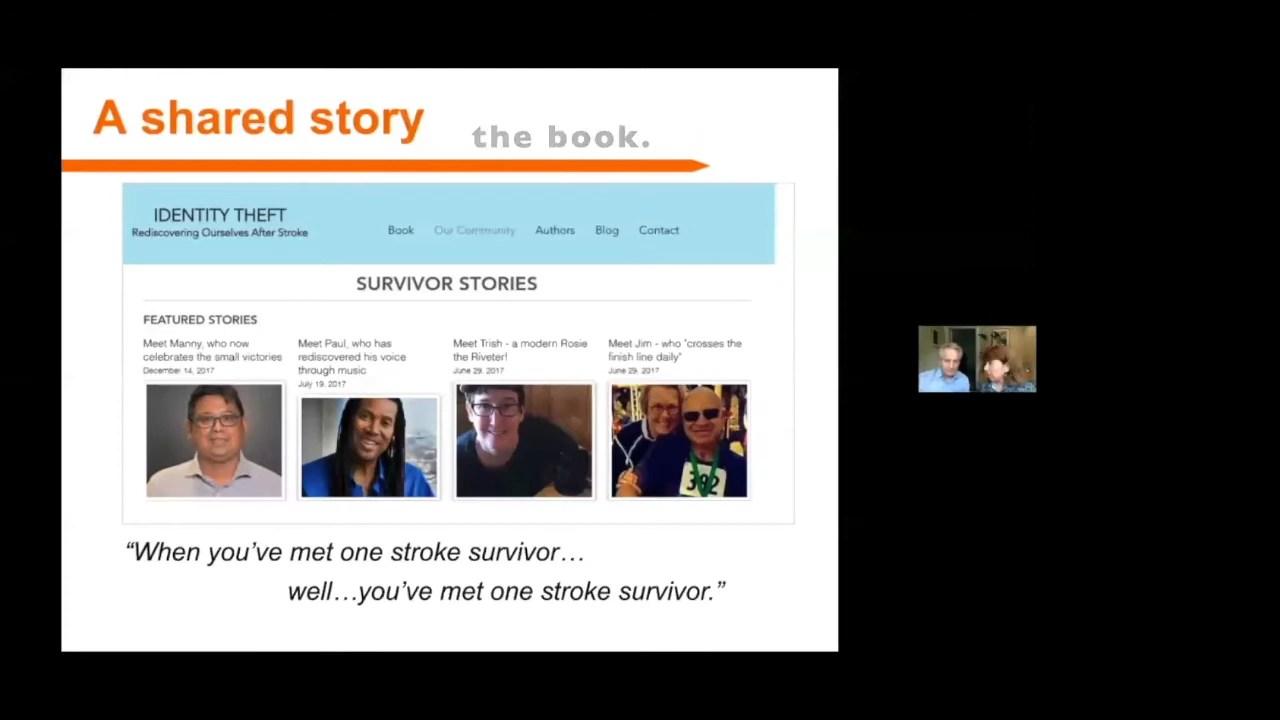 A shared story
the book.
IDENTITY THEFT
Rediscovering Ourselves After Stroke
Book Our Community Authors Blog Contact
SURVIVOR STORIES
FEATURED STORIES
Meet Manny, who now
celebrates the small victories
December 14, 2017
Meet Paul, who has
rediscovered his voice
through music
July 19, 2017
Meet Trish - a modern Rosie
the Riveter!
June 29, 2017
Meet Jim - who "crosses the
finish line daily"
June 29, 2017
392
“When you’ve met one stroke survivor…
well…you’ve met one stroke survivor.”